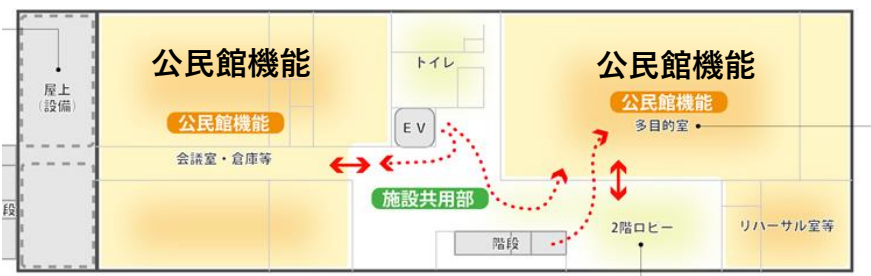 公民館機能
公民館機能
トイレ
屋上
（設備）
公民館機能
公民館機能
多目的室
EV
会議室・倉庫等
施設共用部
段
階段
2階ロビー
リハーサル室等